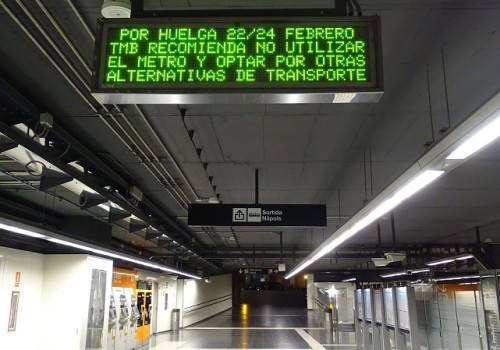 POR HUELGA 22/24 FEBRERO
TMB RECOMIENDA NO UTILIZAR
EL METRO Y OPTAR POR OTRAS
ALTERNATIVAS DE TRANSPORTE
Sortida
Nàpols